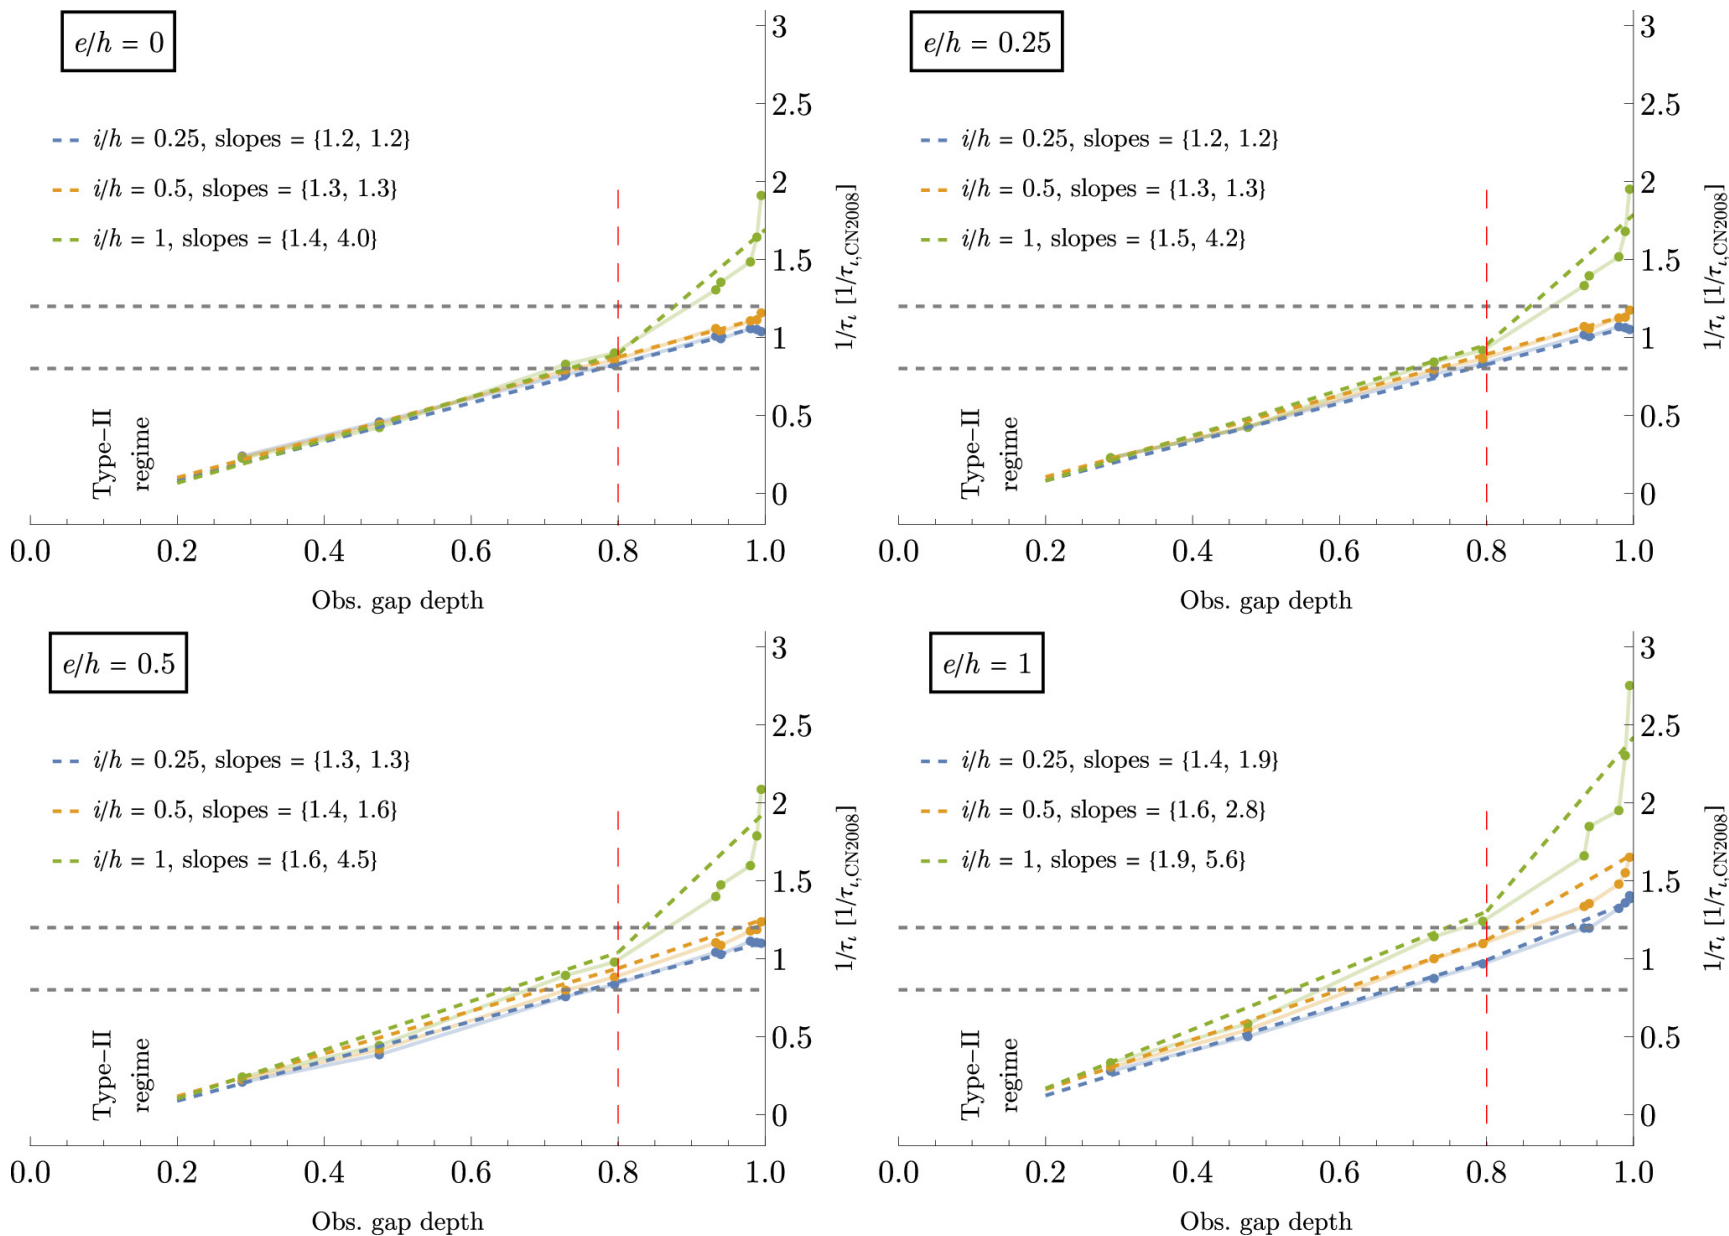 e/h = 0
i/h = 0.25, slopes = {1.2, 1.2}
i/h = 0.5, slopes = {1.3, 1.3}
i/h = 1, slopes = {1.4, 4.0}
Type–II
regime
3
2.5
2
1.5
1
0.5
0
1/τι [1/τι,CN2008]
0.0 0.2 0.4 0.6 0.8 1.0
Obs. gap depth
e/h = 0.25
i/h = 0.25, slopes = {1.2, 1.2}
i/h = 0.5, slopes = {1.3, 1.3}
i/h = 1, slopes = {1.5, 4.2}
Type–II
regime
3
2.5
2
1.5
1
0.5
0
1/τι [1/τι,CN2008]
0.0 0.2 0.4 0.6 0.8 1.0
Obs. gap depth
e/h = 0.5
i/h = 0.25, slopes = {1.3, 1.3}
i/h = 0.5, slopes = {1.4, 1.6}
i/h = 1, slopes = {1.6, 4.5}
Type–II
regime
3
2.5
2
1.5
1
0.5
0
1/τι [1/τι,CN2008]
0.0 0.2 0.4 0.6 0.8 1.0
Obs. gap depth
e/h = 1
i/h = 0.25, slopes = {1.4, 1.9}
i/h = 0.5, slopes = {1.6, 2.8}
i/h = 1, slopes = {1.9, 5.6}
Type–II
regime
3
2.5
2
1.5
1
0.5
0
1/τι [1/τι,CN2008]
0.0 0.2 0.4 0.6 0.8 1.0
Obs. gap depth